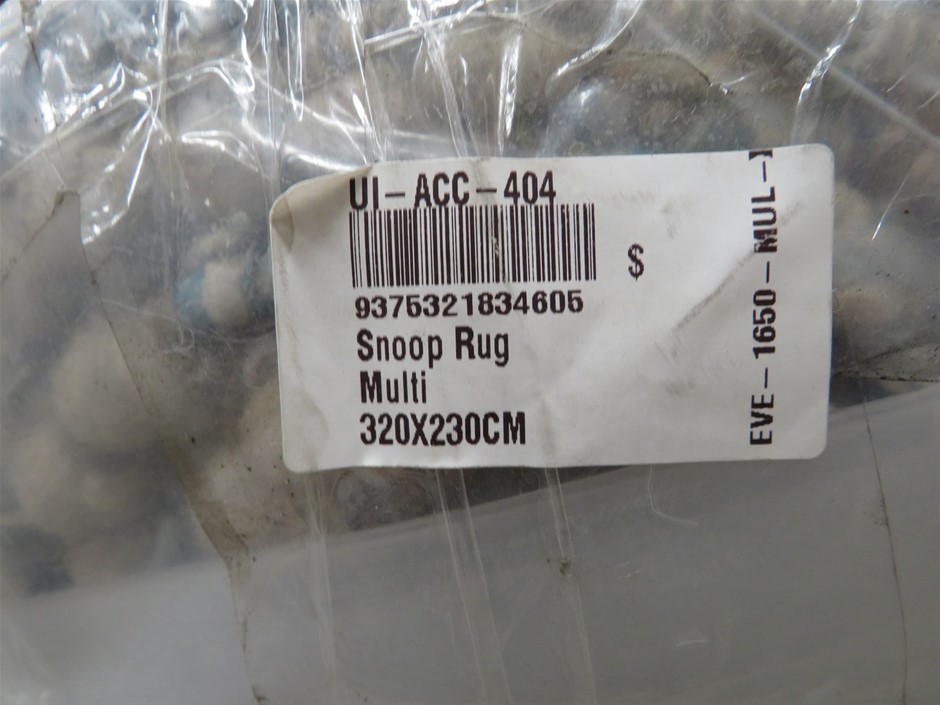 UI-ACC-404
$
9375321834605
Snoop Rug
Multi
320X230CM
EVE-1650-MUL-